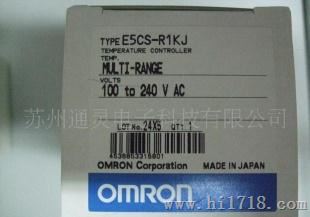 TYPE E5CS-R1KJ
TEMPERATURE CONTROLLER
TEMP.
MULTI-RANGE
VOLTS
100 to 240 V AC
苏州通灵电子科技有限公司
LOT No. 24X5 QTY 1
4536853315801
OMRON Corporation MADE IN JAPAN
OMRON
www.hi1718.com